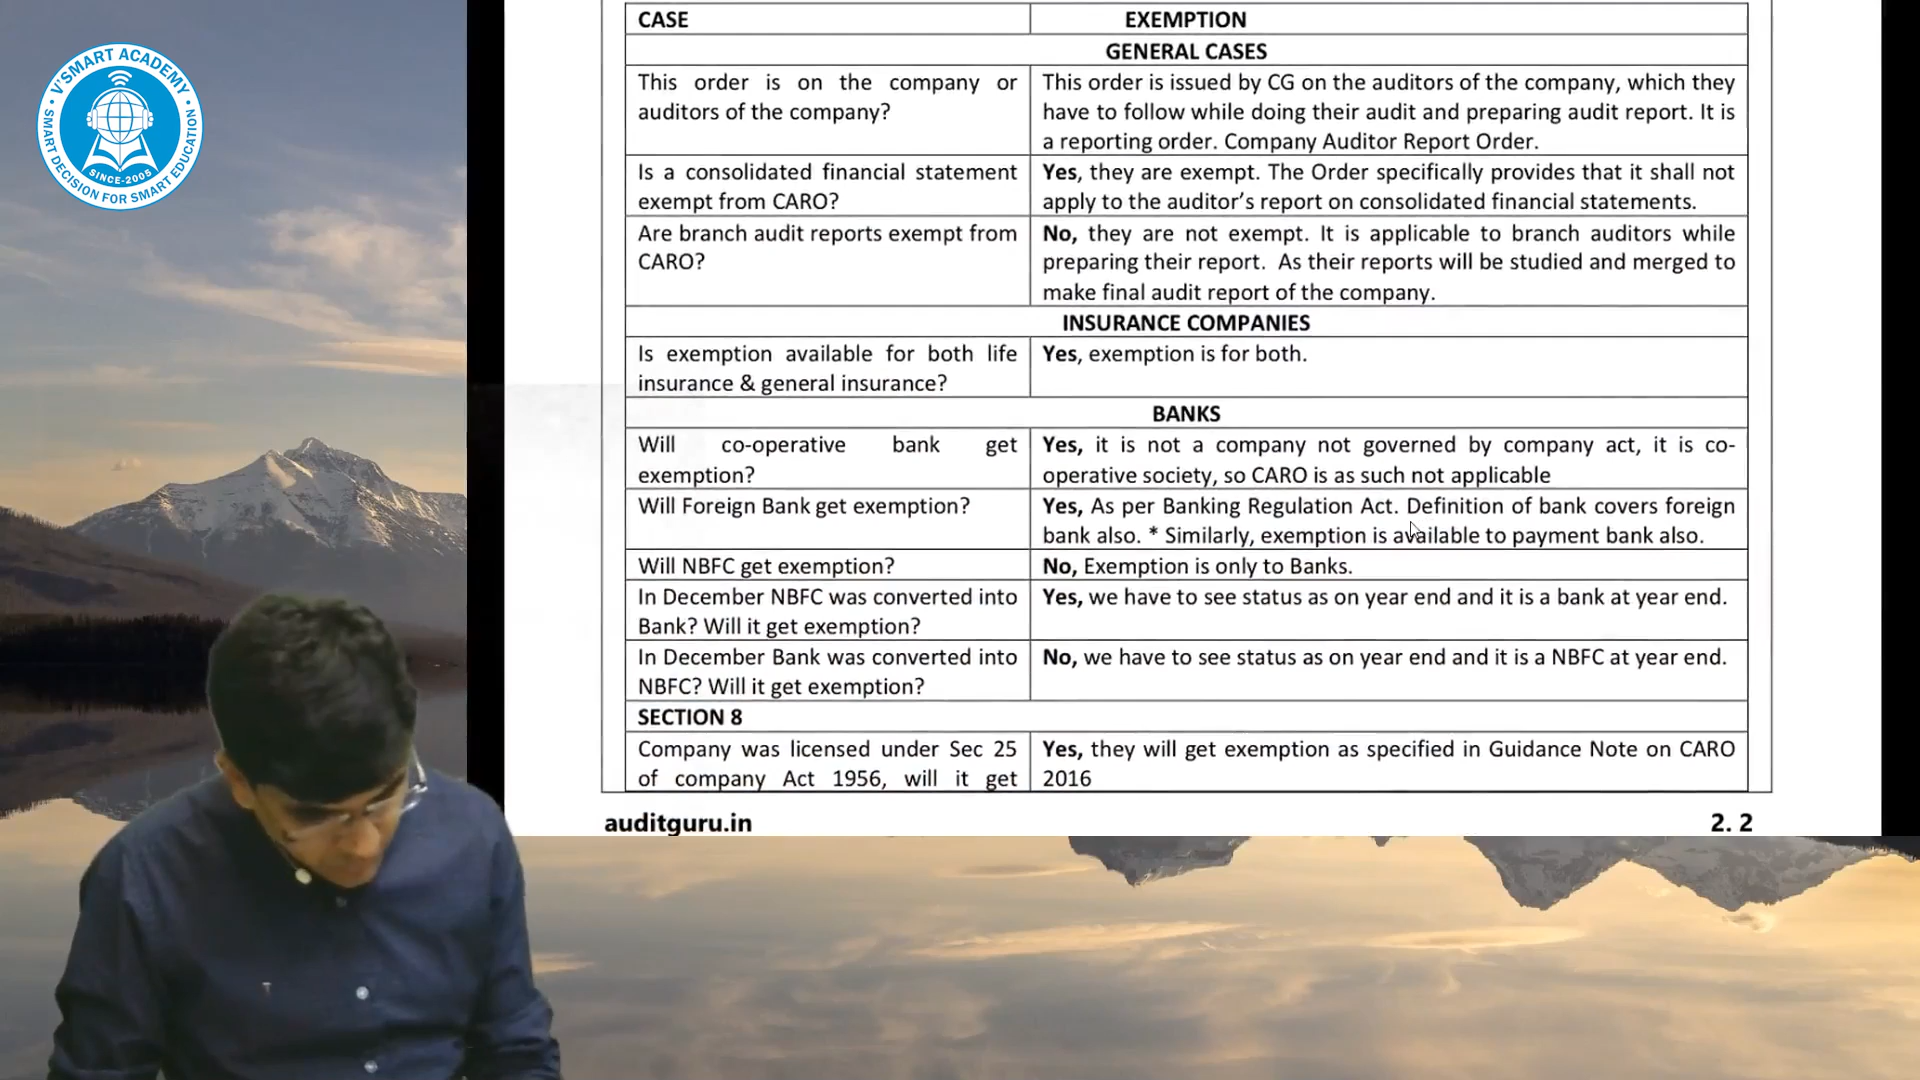 V'SMART ACADEMY
SINCE-2005
SMART DECISION FOR SMART EDUCATION
CASE
EXEMPTION
GENERAL CASES
This order is on the company or
auditors of the company?
This order is issued by CG on the auditors of the company, which they
have to follow while doing their audit and preparing audit report. It is
a reporting order. Company Auditor Report Order.
Is a consolidated financial statement
exempt from CARO?
Yes, they are exempt. The Order specifically provides that it shall not
apply to the auditor's report on consolidated financial statements.
Are branch audit reports exempt from
CARO?
No, they are not exempt. It is applicable to branch auditors while
preparing their report. As their reports will be studied and merged to
make final audit report of the company.
INSURANCE COMPANIES
Is exemption available for both life
insurance & general insurance?
Yes, exemption is for both.
BANKS
Will co-operative bank get
exemption?
Yes, it is not a company not governed by company act, it is co-
operative society, so CARO is as such not applicable
Will Foreign Bank get exemption?
Yes, As per Banking Regulation Act. Definition of bank covers foreign
bank also. * Similarly, exemption is available to payment bank also.
Will NBFC get exemption?
No, Exemption is only to Banks.
In December NBFC was converted into
Bank? Will it get exemption?
Yes, we have to see status as on year end and it is a bank at year end.
In December Bank was converted into
NBFC? Will it get exemption?
No, we have to see status as on year end and it is a NBFC at year end.
SECTION 8
Company was licensed under Sec 25
of company Act 1956, will it get
Yes, they will get exemption as specified in Guidance Note on CARO
2016
auditguru.in
2. 2